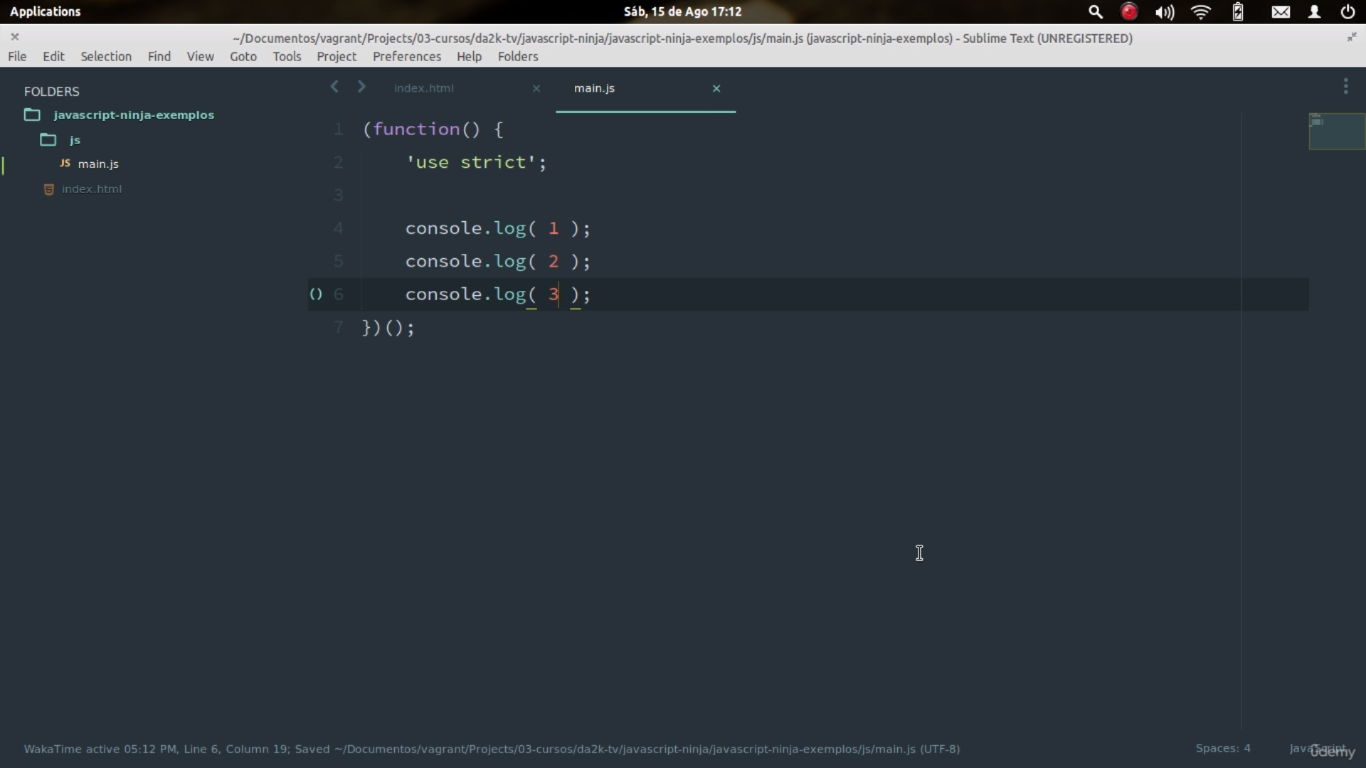 Applications
Sáb, 15 de Ago 17:12
~/Documentos/vagrant/Projects/03-cursos/da2k-tv/javascript-ninja/javascript-ninja-exemplos/js/main.js (javascript-ninja-exemplos) - Sublime Text (UNREGISTERED)
File Edit Selection Find View Goto Tools Project Preferences Help Folders
FOLDERS
javascript-ninja-exemplos
js
JS main.js
index.html
index.html
main.js
1 (function() {
2 'use strict';
3
4 console.log( 1 );
5 console.log( 2 );
() 6 console.log( 3 );
7 })();
WakaTime active 05:12 PM, Line 6, Column 19; Saved ~/Documentos/vagrant/Projects/03-cursos/da2k-tv/javascript-ninja/javascript-ninja-exemplos/js/main.js (UTF-8)
Spaces: 4
JavaScript
ûdemy